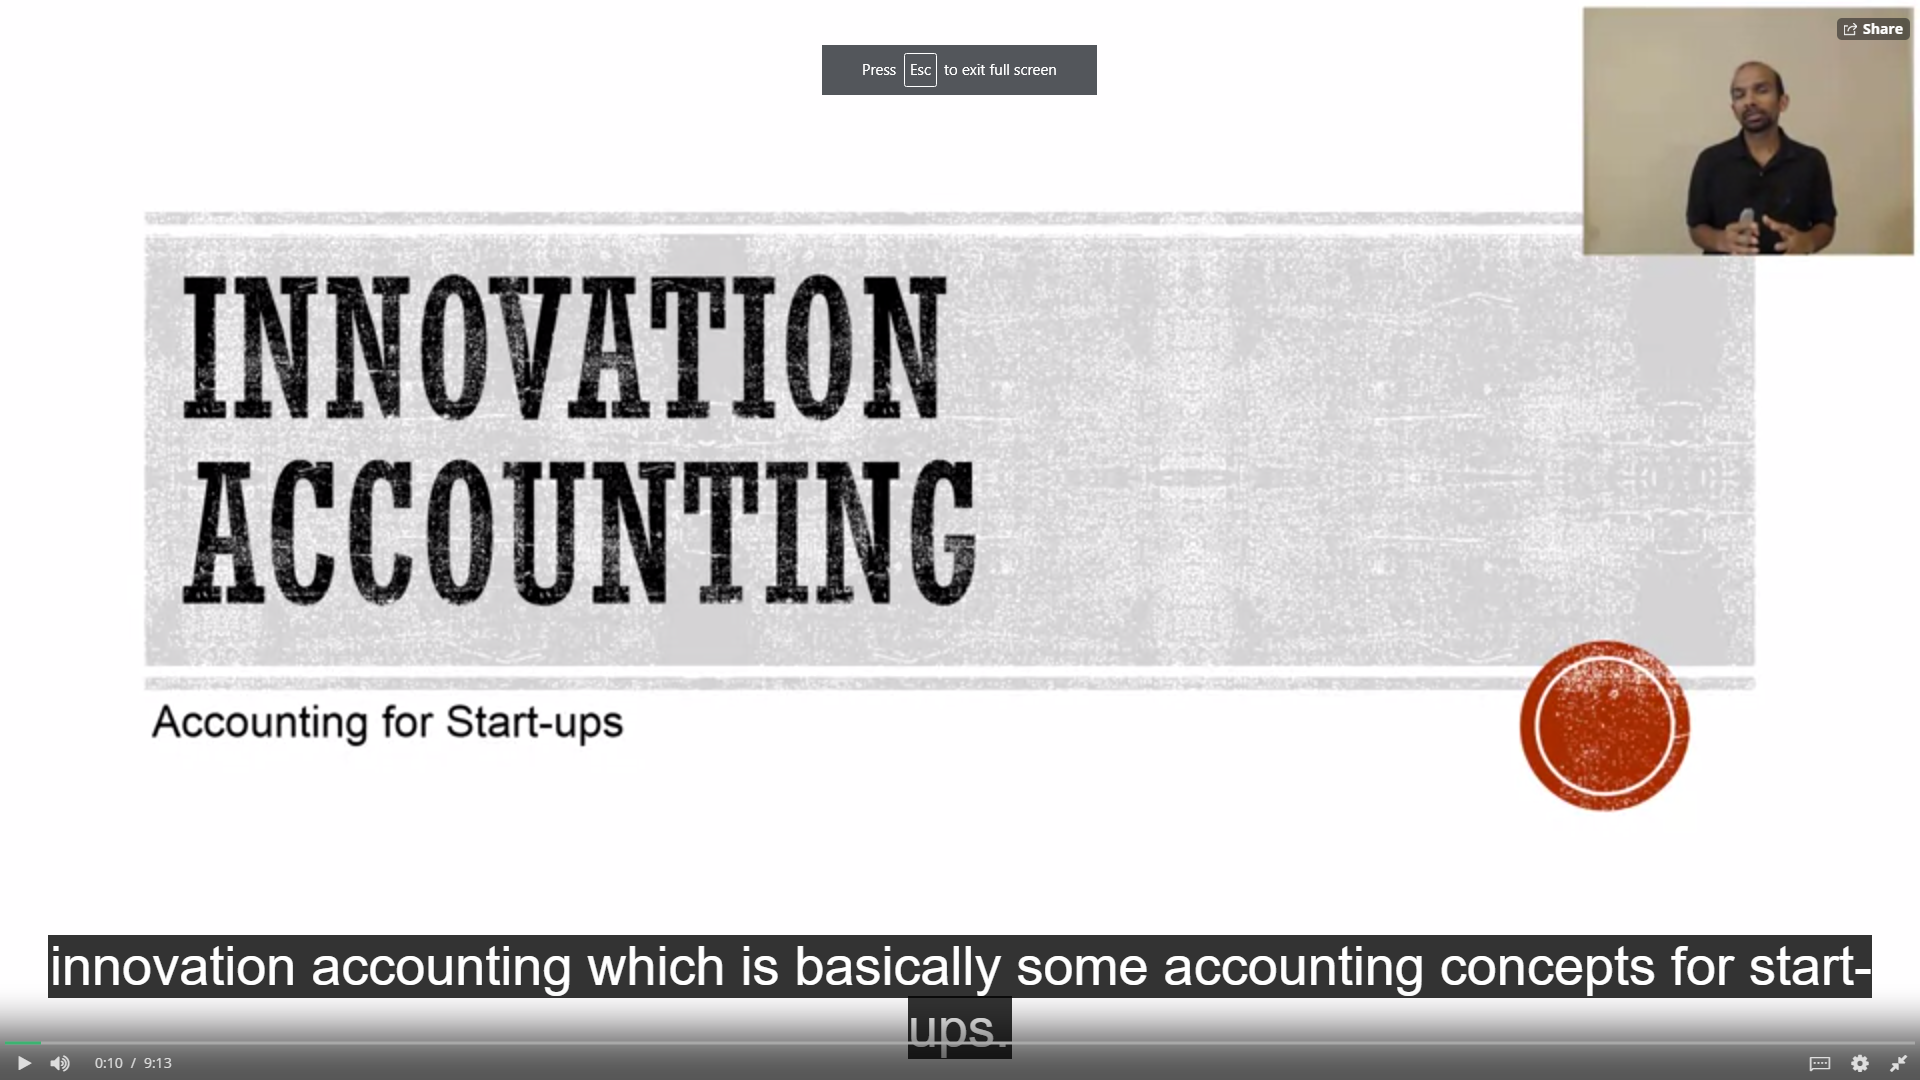 Share
Press Esc to exit full screen
INNOVATION
ACCOUNTING
Accounting for Start-ups
innovation accounting which is basically some accounting concepts for start-
ups.
0:10 / 9:13